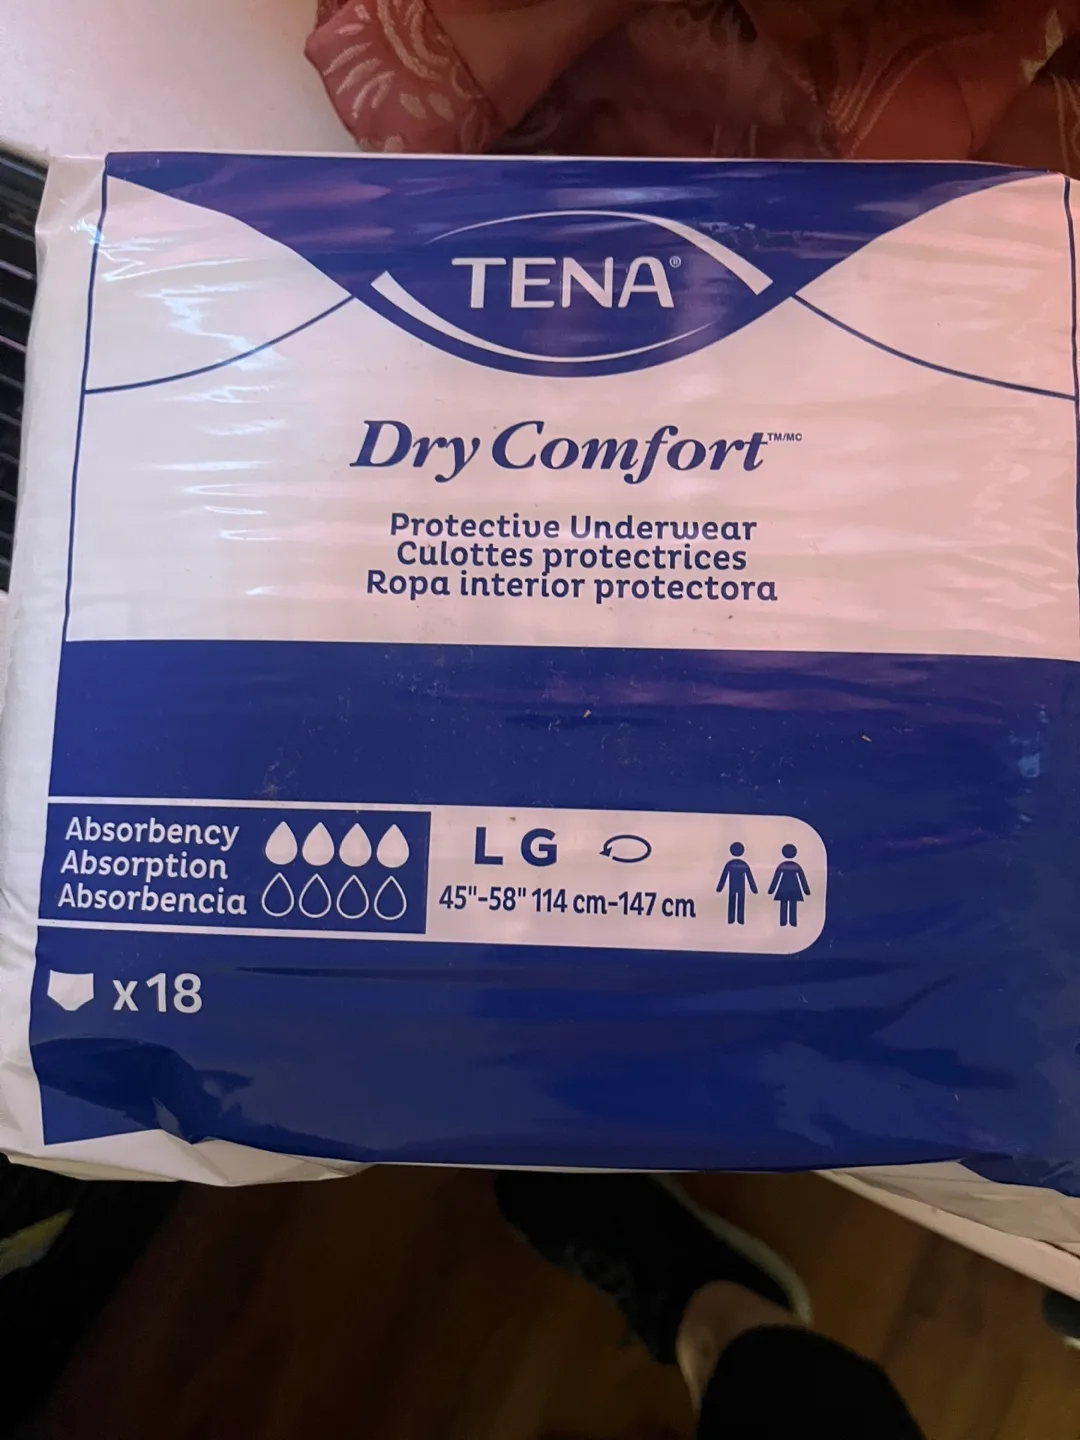 TENA®
Dry Comfort™/MC
Protective Underwear
Culottes protectrices
Ropa interior protectora
Absorbency
Absorption
Absorbencia
L G
45"-58" 114 cm-147 cm
x18